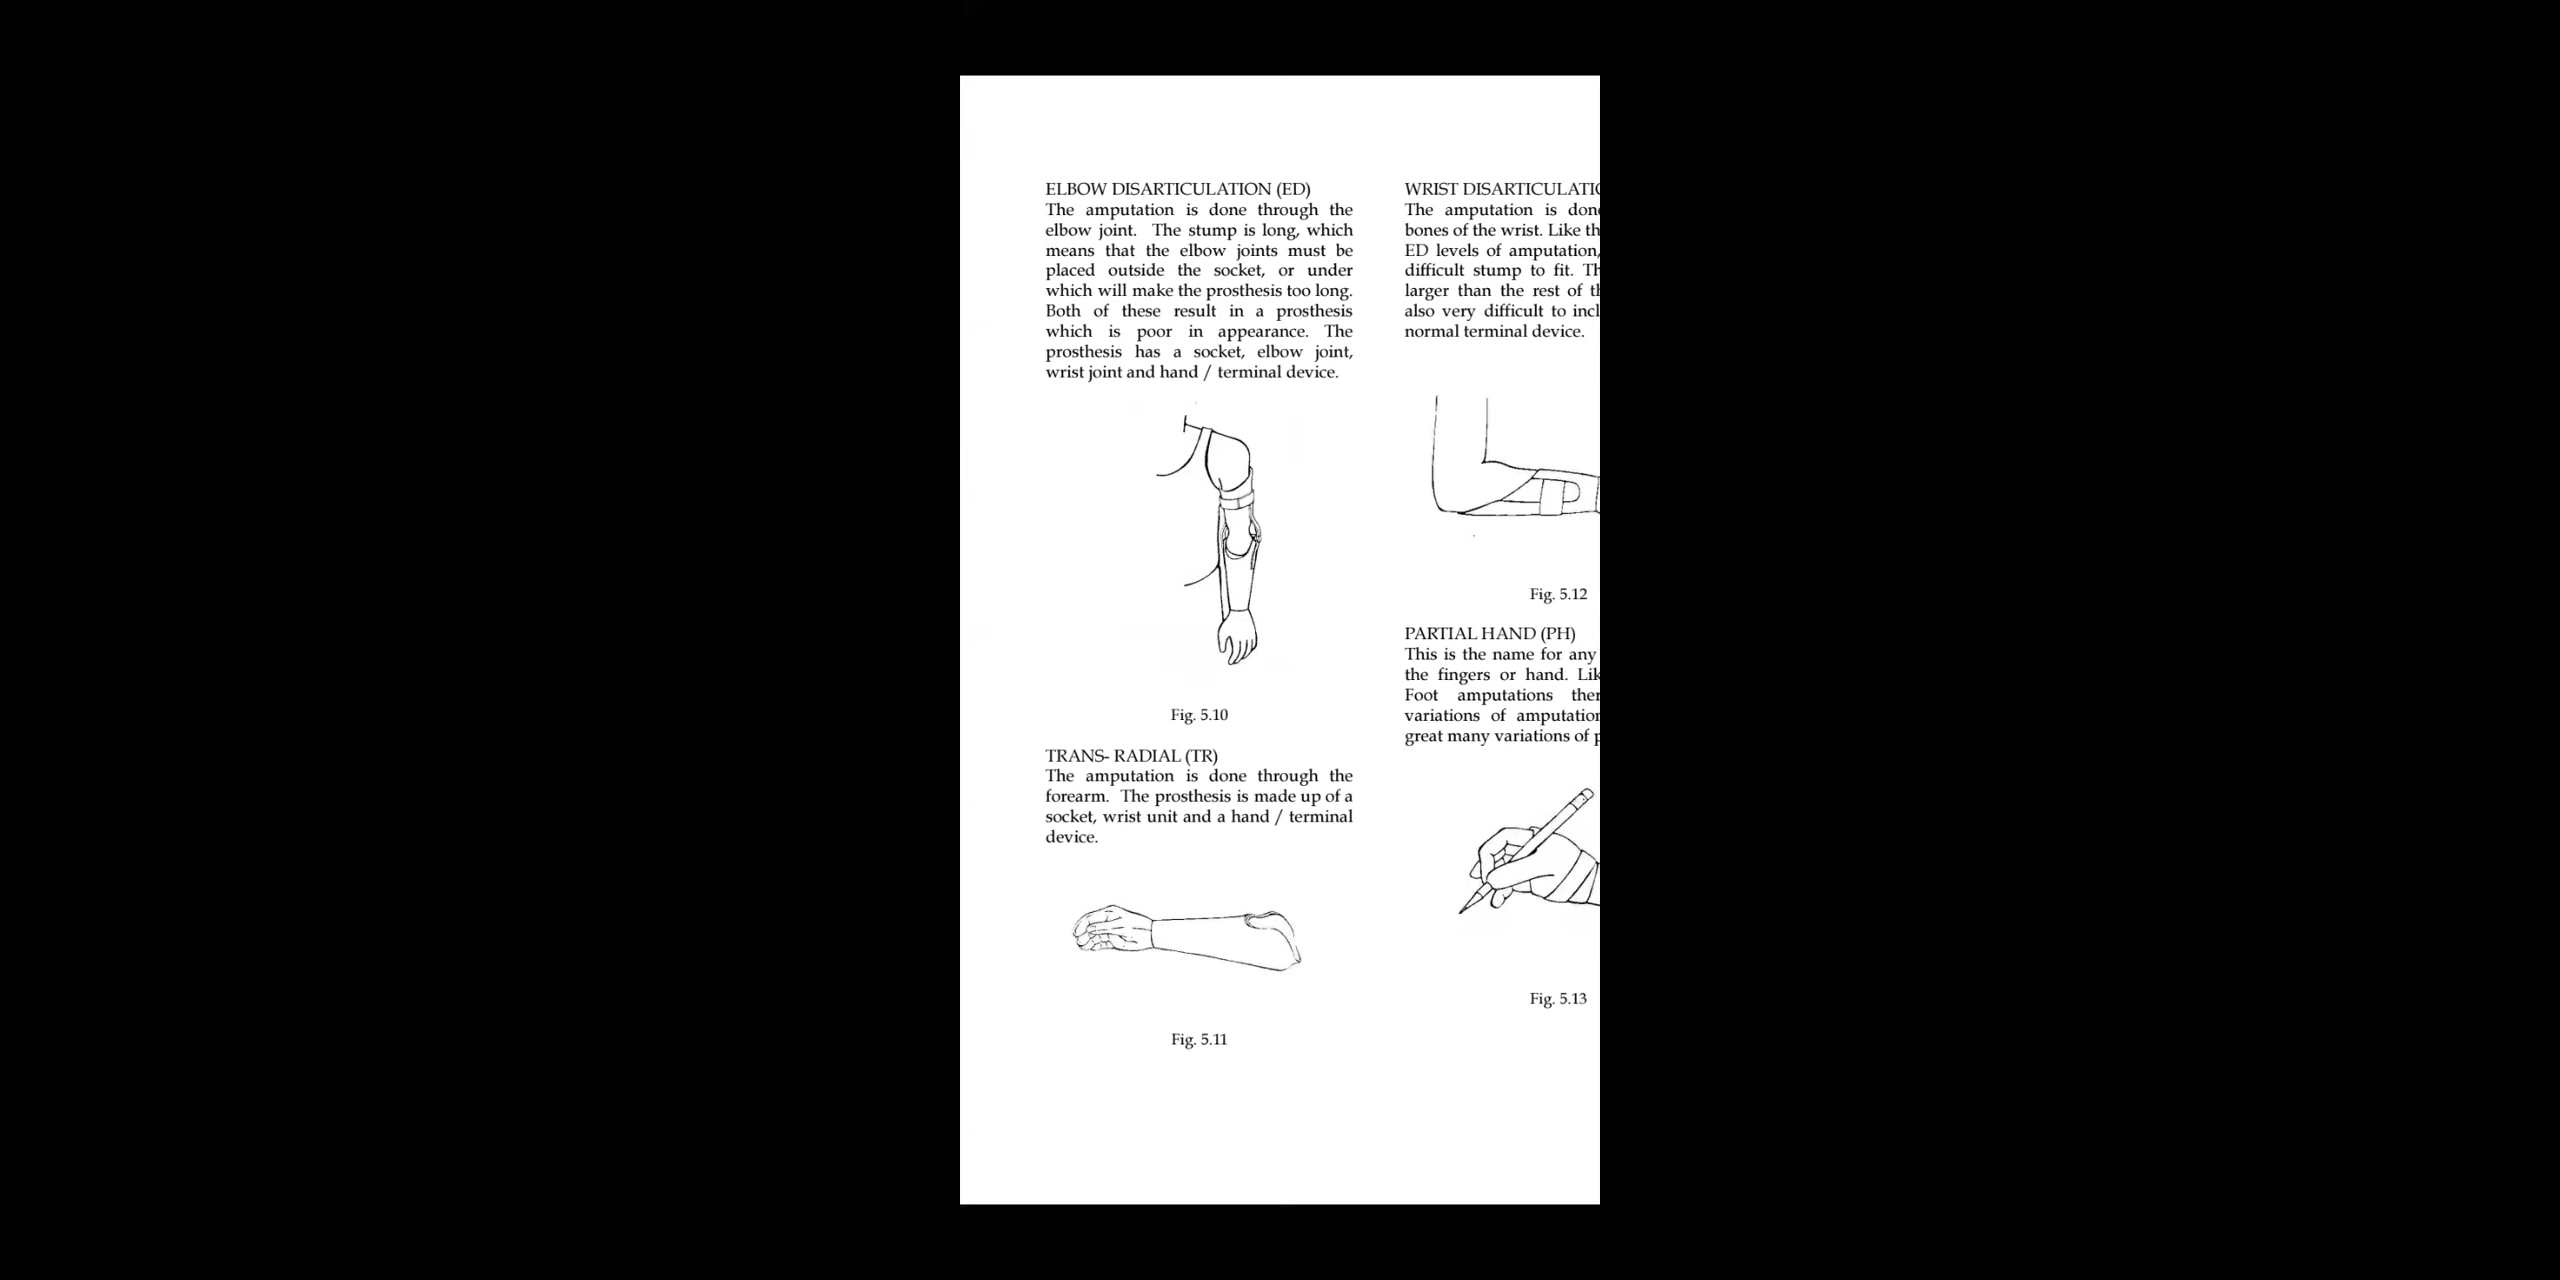 ELBOW DISARTICULATION (ED)
The amputation is done through the
elbow joint. The stump is long, which
means that the elbow joints must be
placed outside the socket, or under
which will make the prosthesis too long.
Both of these result in a prosthesis
which is poor in appearance. The
prosthesis has a socket, elbow joint,
wrist joint and hand / terminal device.
Fig. 5.10
TRANS- RADIAL (TR)
The amputation is done through the
forearm. The prosthesis is made up of a
socket, wrist unit and a hand / terminal
device.
Fig. 5.11
WRIST
The amputation is
bones of the wrist. Like
ED levels of amputation,
difficult stump to fit.
larger than the rest of
also very difficult to
normal terminal device.
Fig. 5.12
PARTIAL HAND (PH)
This is the name for any
the fingers or hand.
Foot amputations
variations of
great many variations of
Fig. 5.13